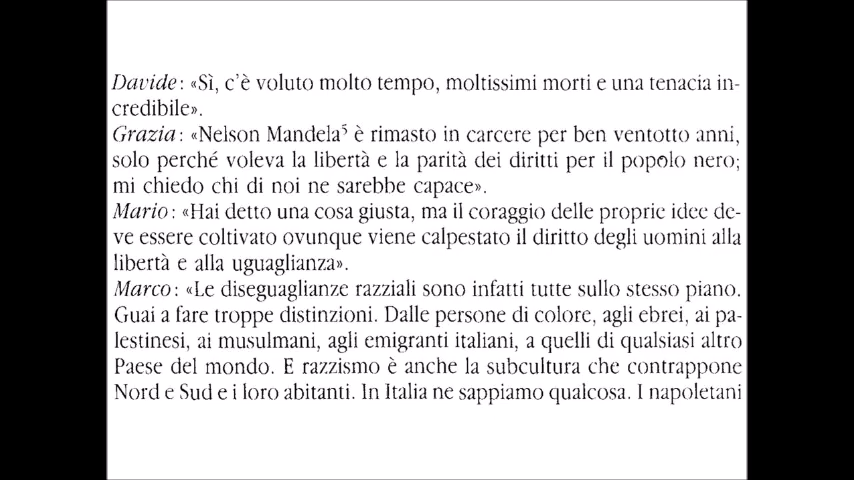 Davide: «Sì, c'è voluto molto tempo, moltissimi morti e una tenacia in-
credibile».
Grazia: «Nelson Mandela⁵ è rimasto in carcere per ben ventotto anni,
solo perché voleva la libertà e la parità dei diritti per il popolo nero;
mi chiedo chi di noi ne sarebbe capace».
Mario: «Hai detto una cosa giusta, ma il coraggio delle proprie idee de-
ve essere coltivato ovunque viene calpestato il diritto degli uomini alla
libertà e alla uguaglianza».
Marco: «Le diseguaglianze razziali sono infatti tutte sullo stesso piano.
Guai a fare troppe distinzioni. Dalle persone di colore, agli ebrei, ai pa-
lestinesi, ai musulmani, agli emigranti italiani, a quelli di qualsiasi altro
Paese del mondo. E razzismo è anche la subcultura che contrappone
Nord e Sud e i loro abitanti. In Italia ne sappiamo qualcosa. I napoletani